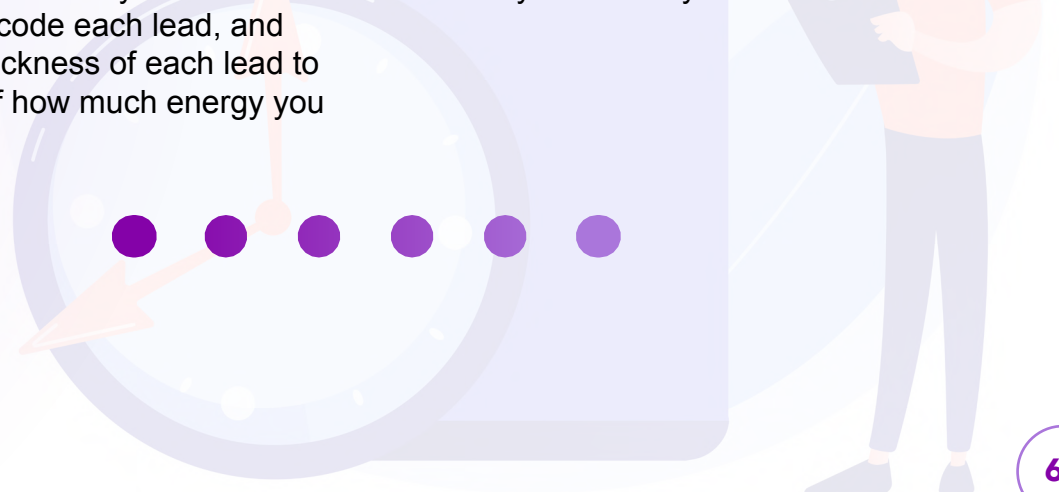 code each lead, and
ckness of each lead to
how much energy you
6